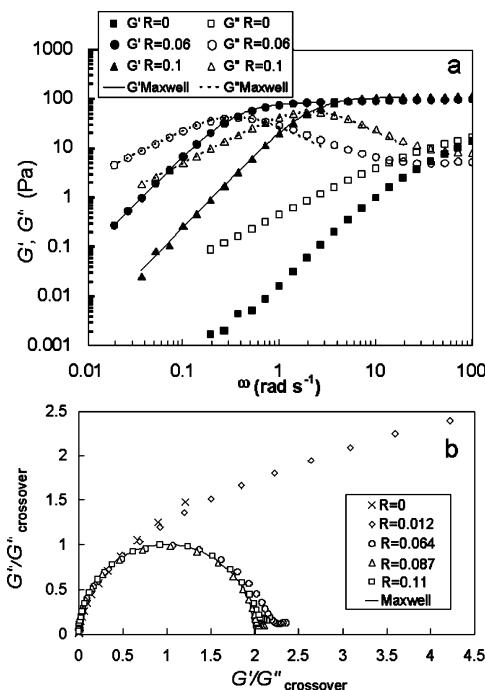 G' R=0 G" R=0
G' R=0.06 G" R=0.06
G' R=0.1 G" R=0.1
G'Maxwell G"Maxwell
a
1000
100
10
1
0.1
0.01
0.001
G', G" (Pa)
0.01 0.1 1 10 100
ω (rad s⁻¹)
b
2.5
2
1.5
1
0.5
0
G"/G" crossover
R=0
R=0.012
R=0.064
R=0.087
R=0.11
Maxwell
0 0.5 1 1.5 2 2.5 3 3.5 4 4.5
G'/G" crossover